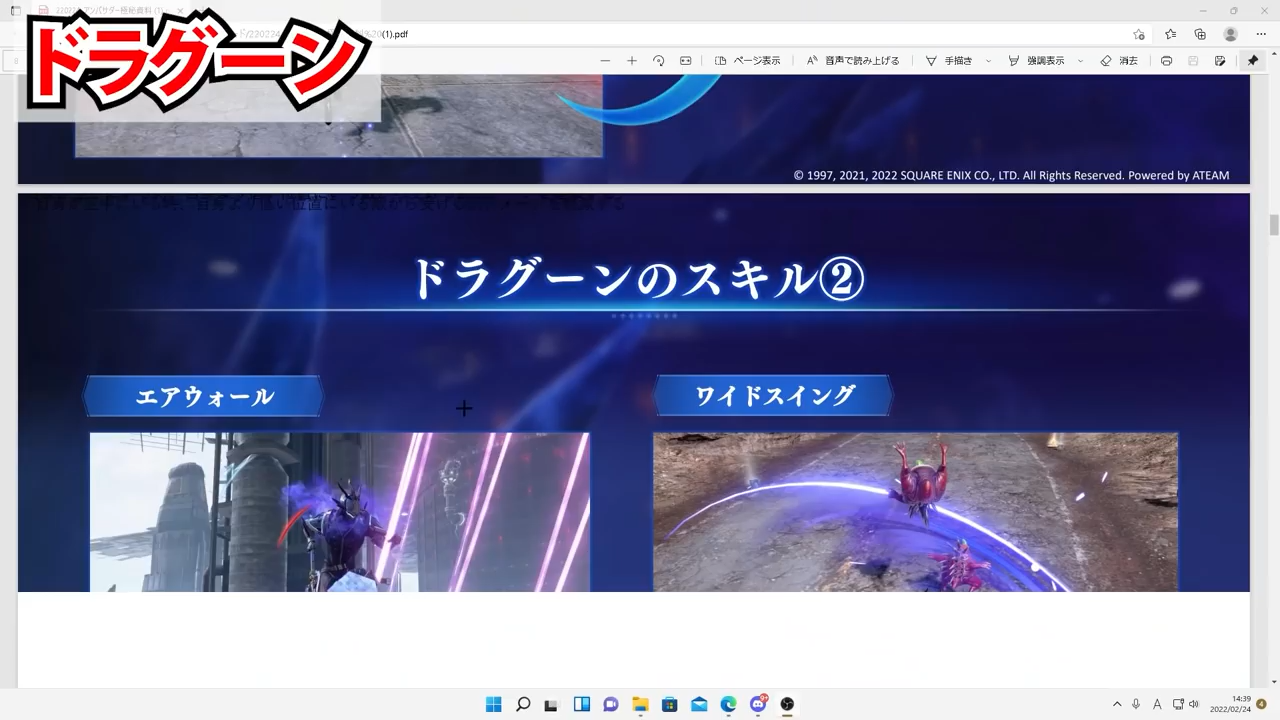 ドラグーン
(1).pdf
ページ表示
音声で読み上げる
手描き
強調表示
消去
© 1997, 2021, 2022 SQUARE ENIX CO., LTD. All Rights Reserved. Powered by ATEAM
ドラグーンのスキル②
エアウォール
ワイドスイング
A
14:39
2022/02/24